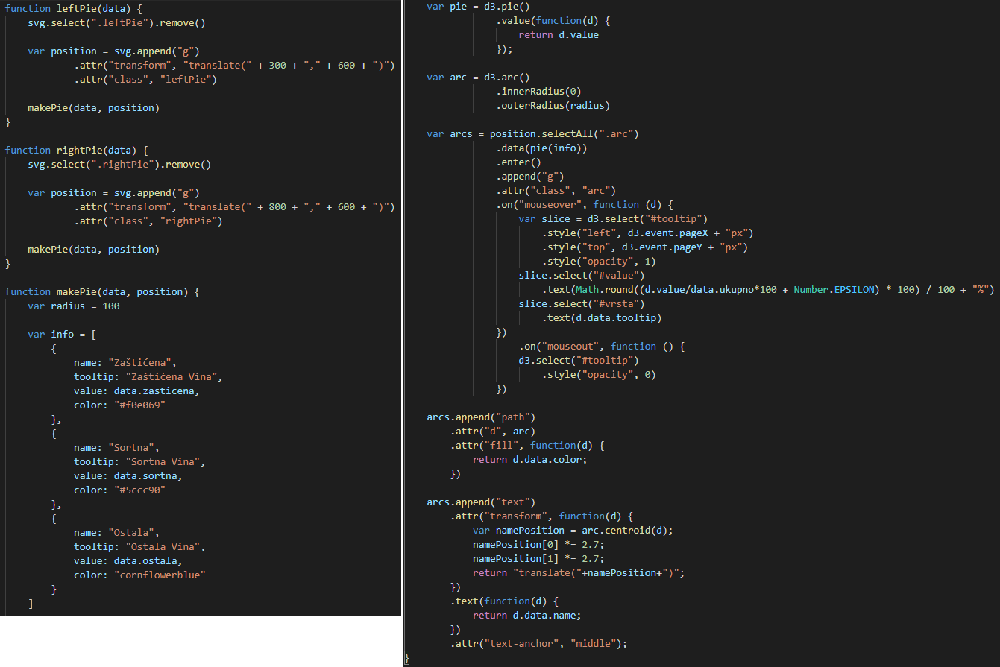 function leftPie(data) {
    svg.select(".leftPie").remove()

    var position = svg.append("g")
            .attr("transform", "translate(" + 300 + "," + 600 + ")")
            .attr("class", "leftPie")

    makePie(data, position)
}

function rightPie(data) {
    svg.select(".rightPie").remove()

    var position = svg.append("g")
            .attr("transform", "translate(" + 800 + "," + 600 + ")")
            .attr("class", "rightPie")

    makePie(data, position)
}

function makePie(data, position) {
    var radius = 100

    var info = [
        {
            name: "Zaštićena",
            tooltip: "Zaštićena Vina",
            value: data.zasticena,
            color: "#f0e069"
        },
        {
            name: "Sortna",
            tooltip: "Sortna Vina",
            value: data.sortna,
            color: "#5ccc90"
        },
        {
            name: "Ostala",
            tooltip: "Ostala Vina",
            value: data.ostala,
            color: "cornflowerblue"
        }
    ]

    var pie = d3.pie()
                .value(function(d) {
                    return d.value
                });

    var arc = d3.arc()
                .innerRadius(0)
                .outerRadius(radius)

    var arcs = position.selectAll(".arc")
                .data(pie(info))
                .enter()
                .append("g")
                .attr("class", "arc")
                .on("mouseover", function (d) {
                    var slice = d3.select("#tooltip")
                        .style("left", d3.event.pageX + "px")
                        .style("top", d3.event.pageY + "px")
                        .style("opacity", 1)
                    slice.select("#value")
                        .text(Math.round((d.value/data.ukupno*100 + Number.EPSILON) * 100) / 100 + "%")
                    slice.select("#vrsta")
                        .text(d.data.tooltip)
                })
                    .on("mouseout", function () {
                    d3.select("#tooltip")
                        .style("opacity", 0)
                })

    arcs.append("path")
        .attr("d", arc)
        .attr("fill", function(d) {
            return d.data.color;
        })

    arcs.append("text")
        .attr("transform", function(d) {
            var namePosition = arc.centroid(d);
            namePosition[0] *= 2.7;
            namePosition[1] *= 2.7;
            return "translate("+namePosition+")";
        })
        .text(function(d) {
            return d.data.name;
        })
        .attr("text-anchor", "middle");
}